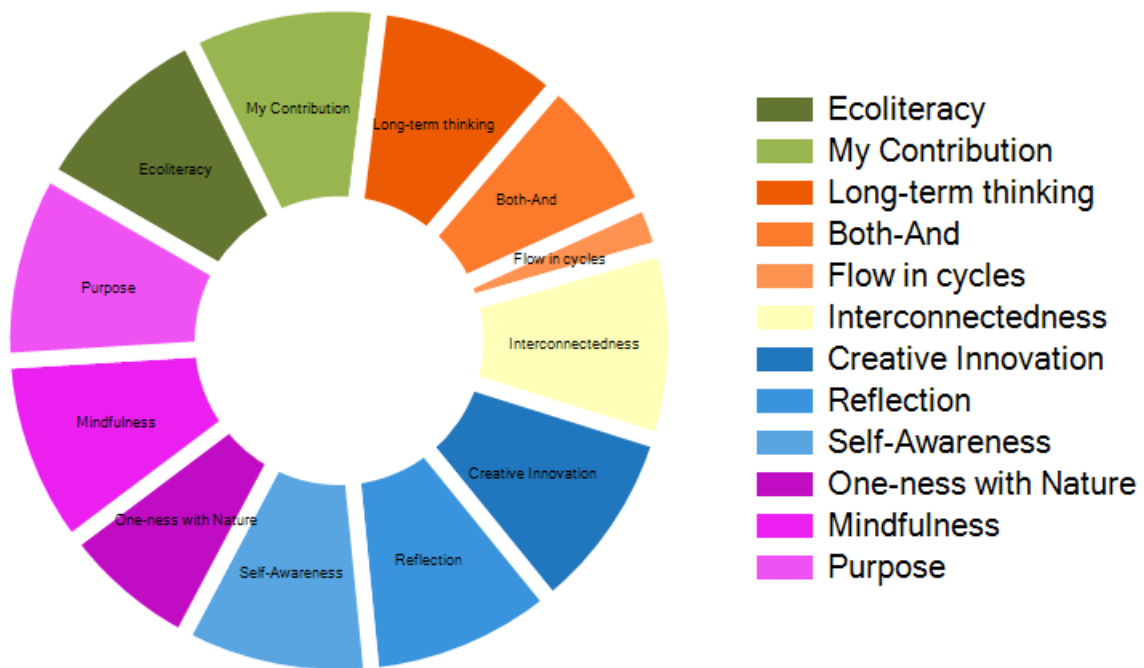 My Contribution
Long-term thinking
Ecoliteracy
Both-And
Flow in cycles
Purpose
Interconnectedness
Mindfulness
Creative Innovation
One-ness with Nature
Reflection
Self-Awareness
Ecoliteracy
My Contribution
Long-term thinking
Both-And
Flow in cycles
Interconnectedness
Creative Innovation
Reflection
Self-Awareness
One-ness with Nature
Mindfulness
Purpose